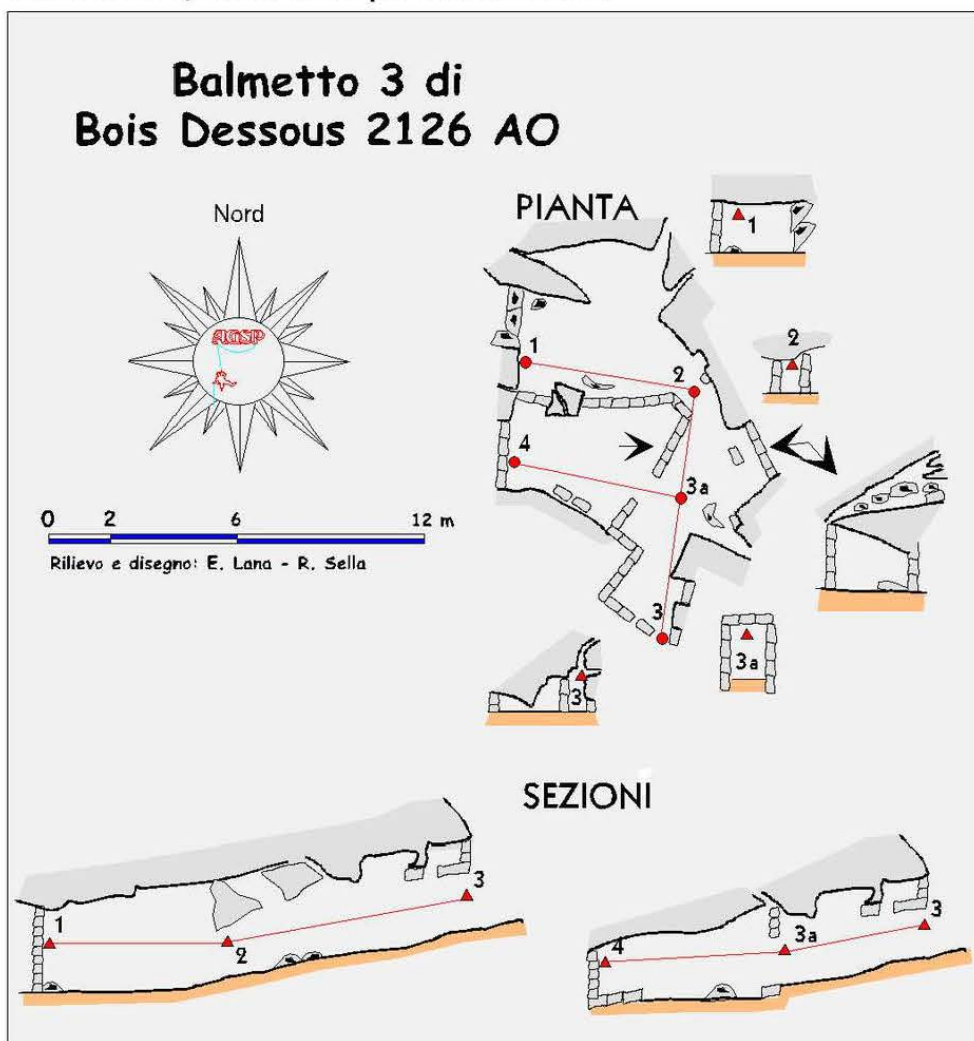 Balmetto 3 di
Bois Dessous 2126 AO
Nord
AGSP
PIANTA
1
1
2
2
4
3a
3
3a
3
0 2 6 12 m
Rilievo e disegno: E. Lana - R. Sella
SEZIONI
1
2
3
4
3a
3